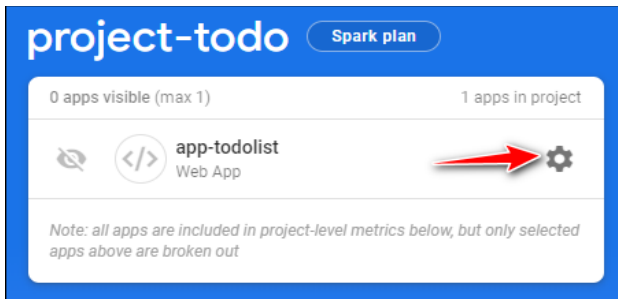 project-todo Spark plan
0 apps visible (max 1) 1 apps in project
</> app-todolist
Web App
Note: all apps are included in project-level metrics below, but only selected
apps above are broken out